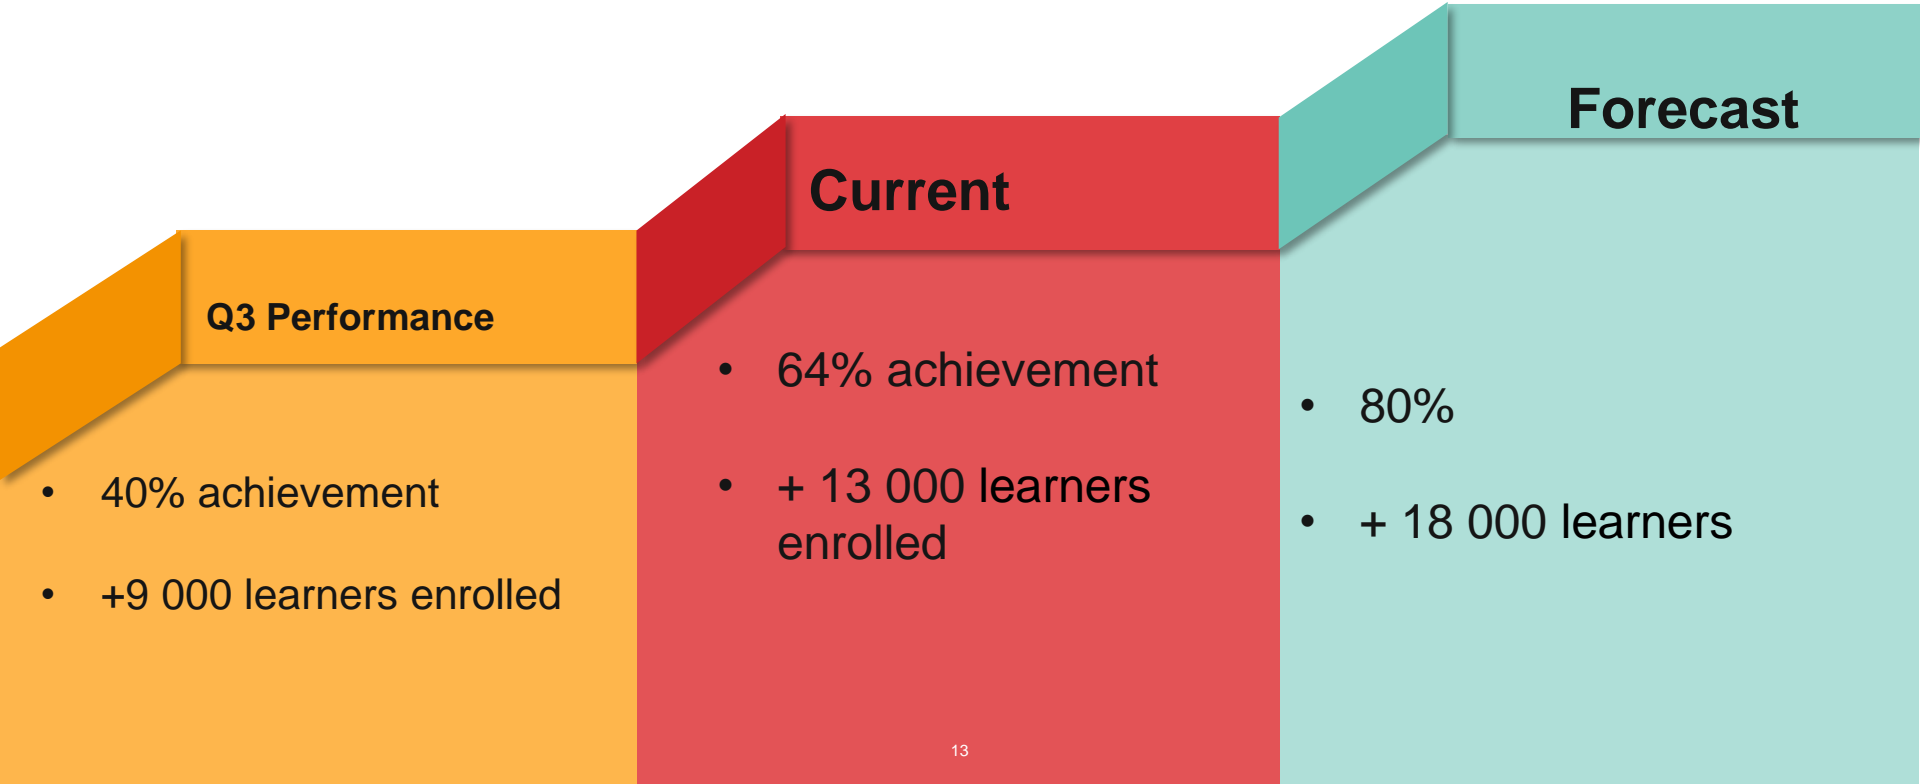 Q3 Performance
• 40% achievement
• +9 000 learners enrolled
Current
• 64% achievement
• + 13 000 learners
enrolled
Forecast
• 80%
• + 18 000 learners
13